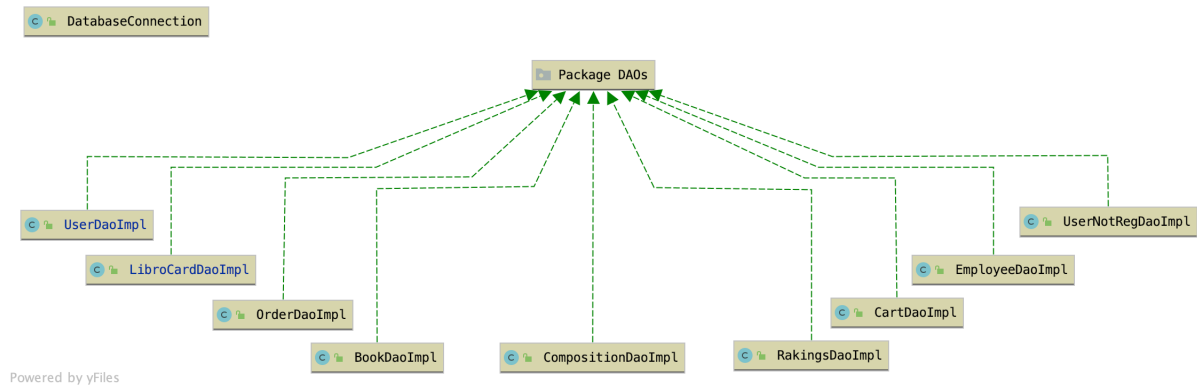 DatabaseConnection
Package DAOs
UserDaoImpl
UserNotRegDaoImpl
LibroCardDaoImpl
EmployeeDaoImpl
OrderDaoImpl
CartDaoImpl
BookDaoImpl
CompositionDaoImpl
RakingsDaoImpl
Powered by yFiles